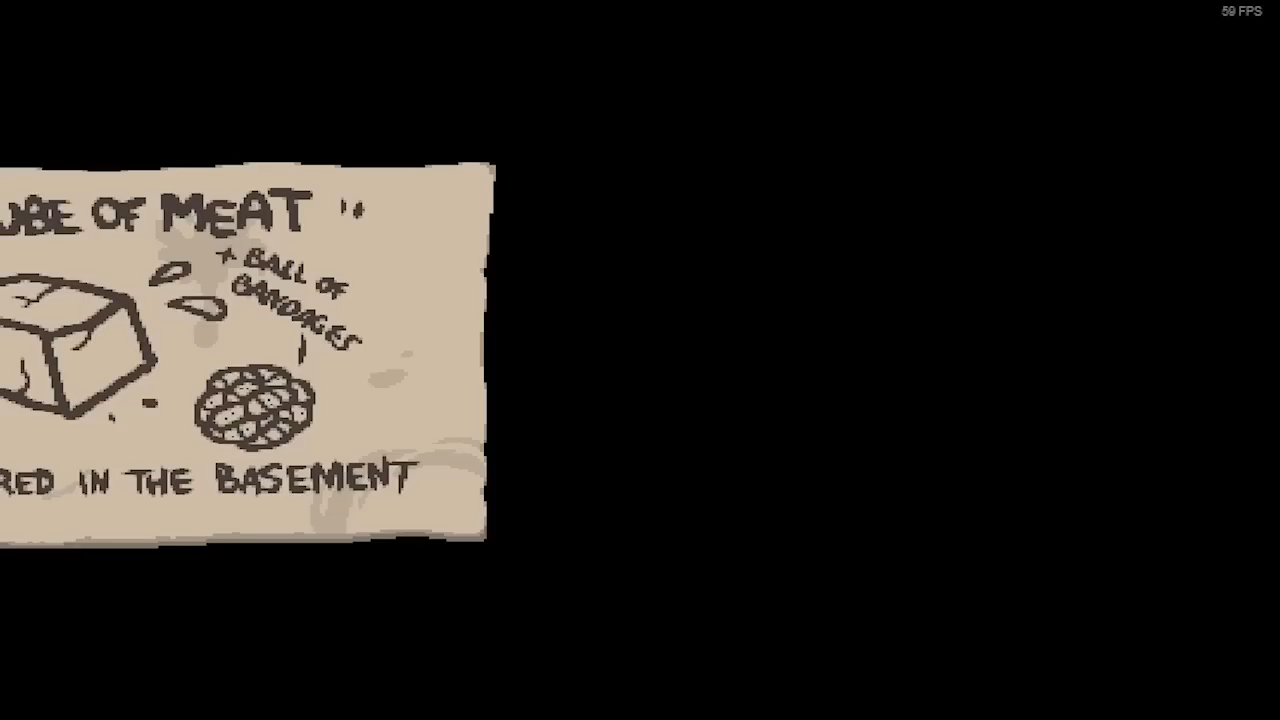 59 FPS
UBE OF MEAT "
+ BALL OF
BANDAGES
RED IN THE BASEMENT